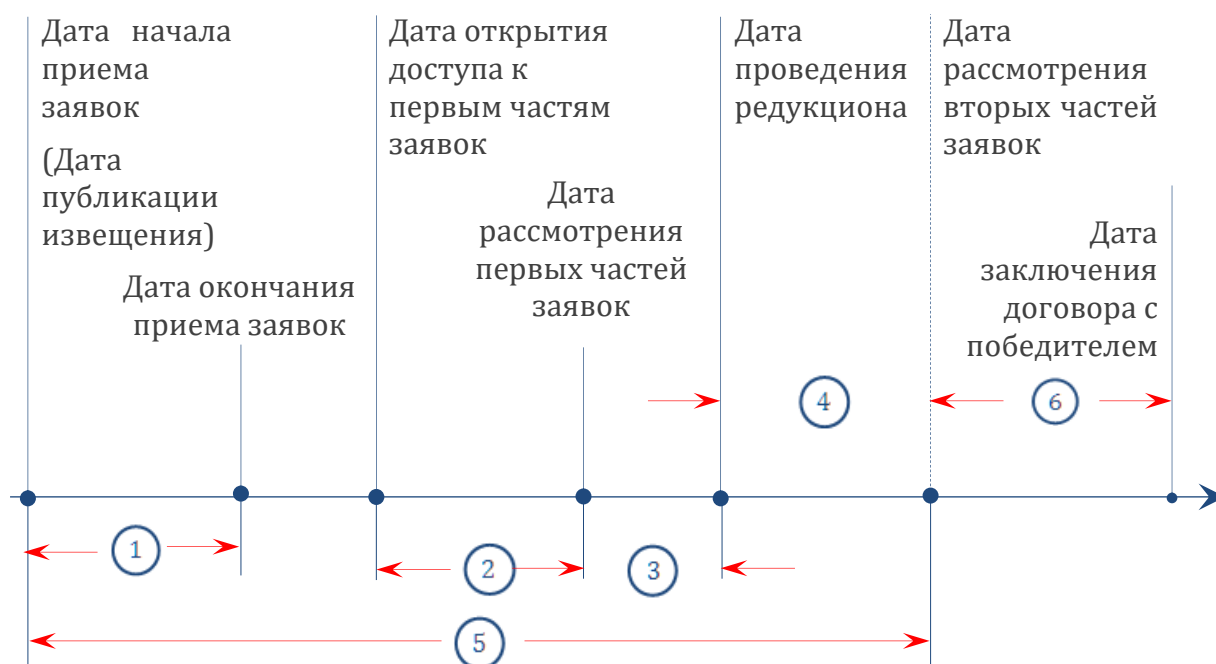 Дата начала
приема
заявок
(Дата
публикации
извещения)
Дата окончания
приема заявок
Дата открытия
доступа к
первым частям
заявок
Дата
рассмотрения
первых частей
заявок
Дата
проведения
редукциона
Дата
рассмотрения
вторых частей
заявок
Дата
заключения
договора с
победителем
4
6
1
2
3
5